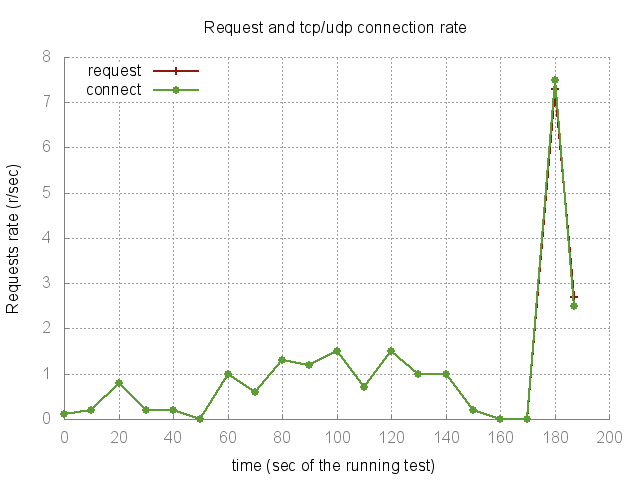 Request and tcp/udp connection rate
request
connect
8
7
6
5
4
3
2
1
0
Requests rate (r/sec)
0 20 40 60 80 100 120 140 160 180 200
time (sec of the running test)